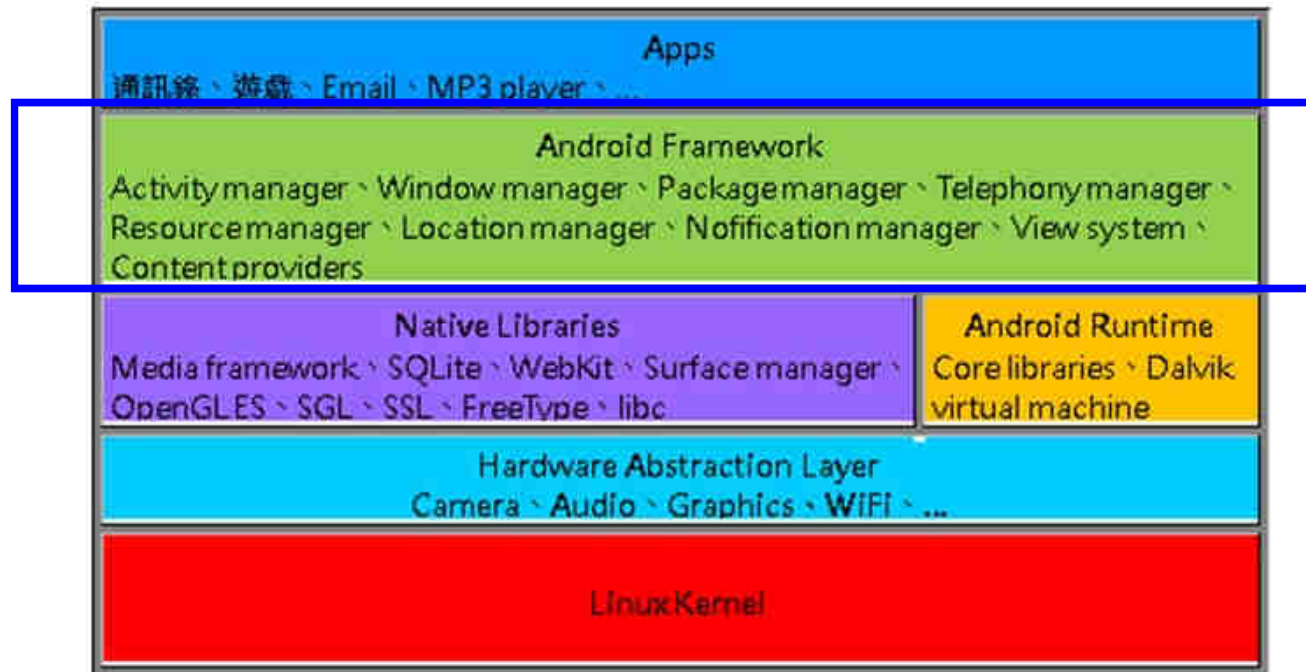 Apps
通訊錄、遊戲、Email、MP3 player、...
Android Framework
Activity manager、Window manager、Package manager、Telephony manager、
Resource manager、Location manager、Nofification manager、View system、
Content providers
Native Libraries
Media framework、SQLite、WebKit、Surface manager、
OpenGL ES、SGL、SSL、FreeType、libc
Android Runtime
Core libraries、Dalvik
virtual machine
Hardware Abstraction Layer
Camera、Audio、Graphics、WiFi、...
Linux Kernel